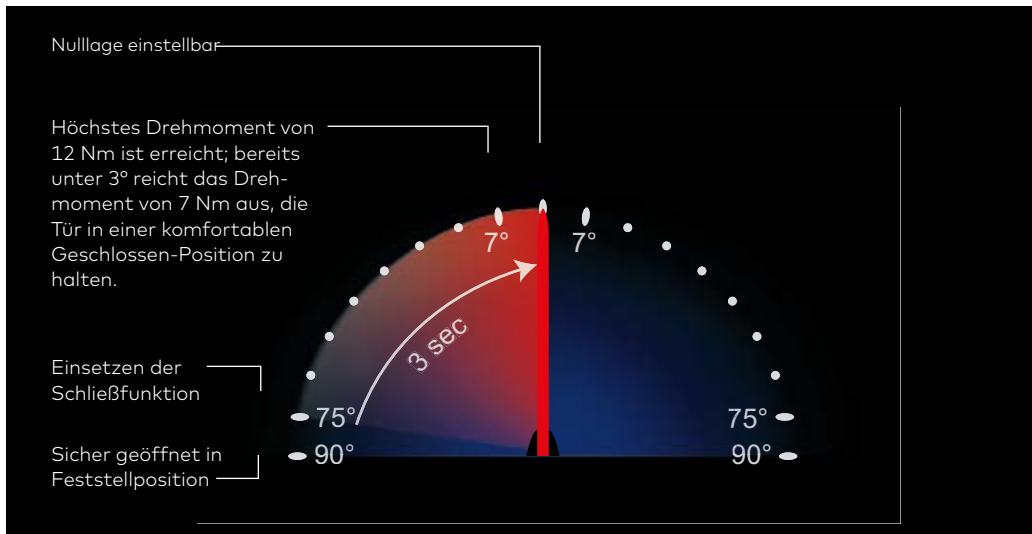 Nulllage einstellbar
Höchstes Drehmoment von
12 Nm ist erreicht; bereits
unter 3° reicht das Dreh-
moment von 7 Nm aus, die
Tür in einer komfortablen
Geschlossen-Position zu
halten.
7° 7°
3 sec
Einsetzen der
Schließfunktion
75° 75°
Sicher geöffnet in
Feststellposition
90° 90°